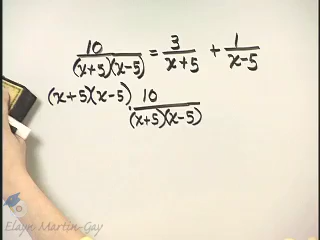 10/((x+5)(x-5)) = 3/(x+5) + 1/(x-5)
(x+5)(x-5) · 10/((x+5)(x-5))
Elayn Martin-Gay